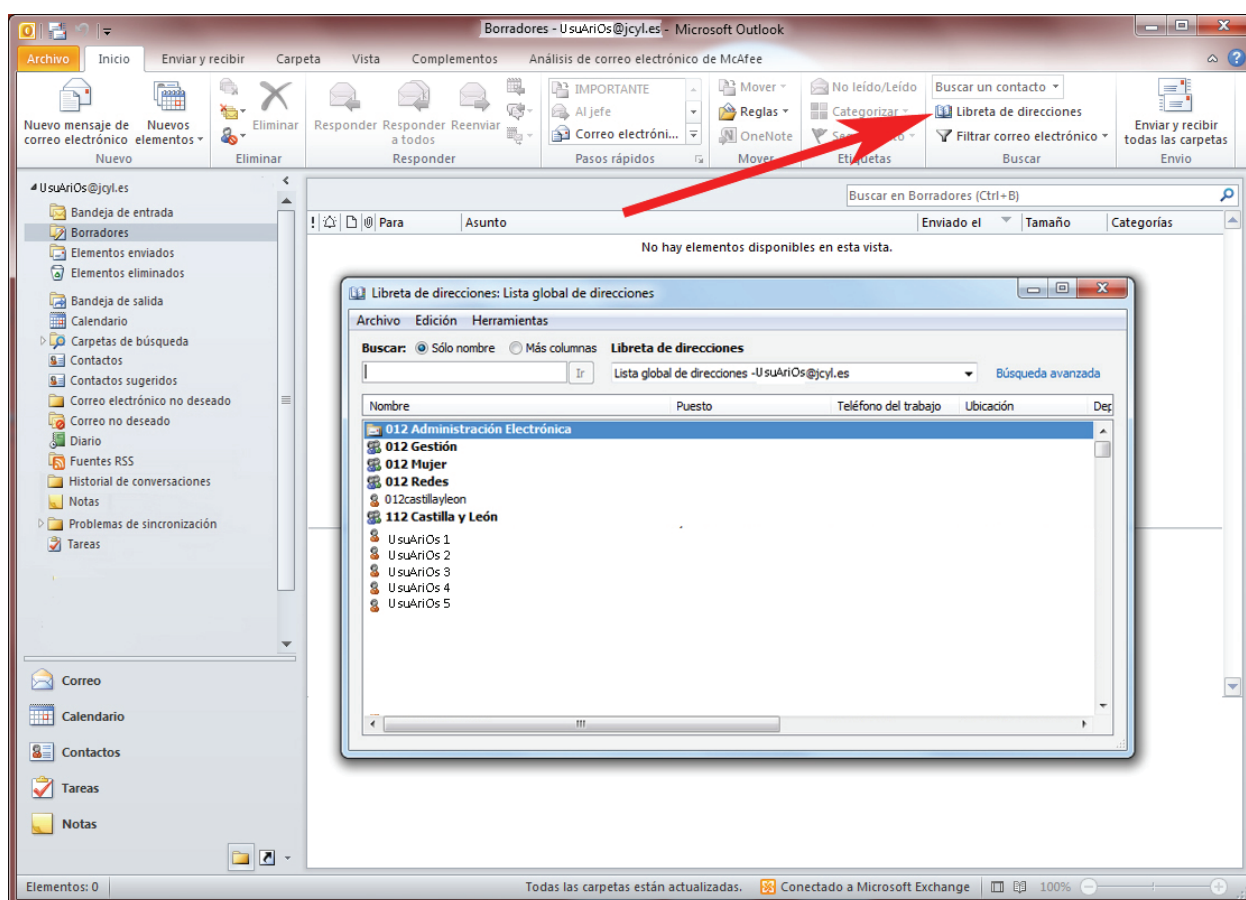 Borradores - UsuAriOs@jcyl.es - Microsoft Outlook
Archivo Inicio Enviar y recibir Carpeta Vista Complementos Análisis de correo electrónico de McAfee
Nuevo mensaje de correo electrónico
Nuevos elementos
Nuevo
Eliminar
Eliminar
Responder
Responder a todos
Reenviar
Responder
IMPORTANTE
Al jefe
Correo electróni...
Pasos rápidos
Mover
Reglas
OneNote
Mover
No leído/Leído
Categorizar
Etiquetas
Buscar un contacto
Libreta de direcciones
Filtrar correo electrónico
Buscar
Enviar y recibir
todas las carpetas
Envío
UsuAriOs@jcyl.es
Bandeja de entrada
Borradores
Elementos enviados
Elementos eliminados
Bandeja de salida
Calendario
Carpetas de búsqueda
Contactos
Contactos sugeridos
Correo electrónico no deseado
Correo no deseado
Diario
Fuentes RSS
Historial de conversaciones
Notas
Problemas de sincronización
Tareas
Correo
Calendario
Contactos
Tareas
Notas
Buscar en Borradores (Ctrl+B)
! Para Asunto Enviado el Tamaño Categorías
No hay elementos disponibles en esta vista.
Libreta de direcciones: Lista global de direcciones
Archivo Edición Herramientas
Buscar: Sólo nombre Más columnas Libreta de direcciones
Ir Lista global de direcciones -UsuAriOs@jcyl.es Búsqueda avanzada
Nombre Puesto Teléfono del trabajo Ubicación Dep
012 Administración Electrónica
012 Gestión
012 Mujer
012 Redes
012castillayleon
112 Castilla y León
UsuAriOs 1
UsuAriOs 2
UsuAriOs 3
UsuAriOs 4
UsuAriOs 5
Elementos: 0 Todas las carpetas están actualizadas. Conectado a Microsoft Exchange 100%